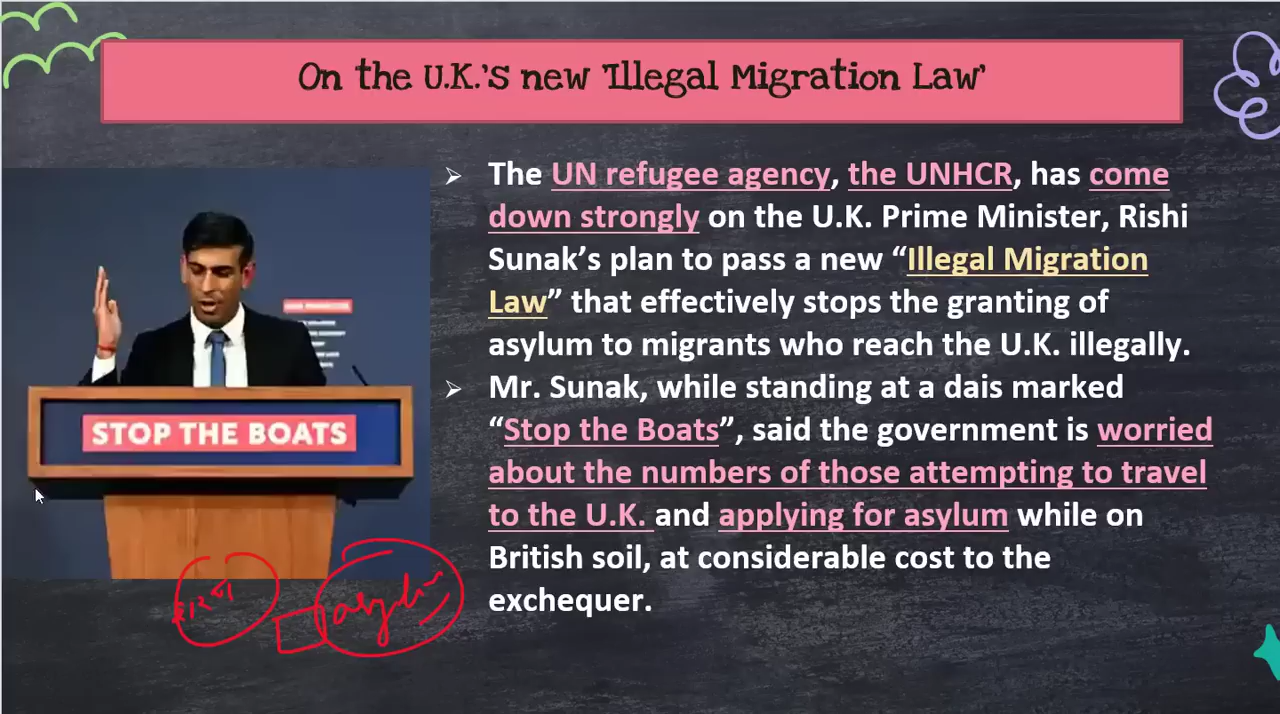 On the U.K.'s new 'Illegal Migration Law'
The UN refugee agency, the UNHCR, has come
down strongly on the U.K. Prime Minister, Rishi
Sunak's plan to pass a new “Illegal Migration
Law” that effectively stops the granting of
asylum to migrants who reach the U.K. illegally.
Mr. Sunak, while standing at a dais marked
“Stop the Boats”, said the government is worried
about the numbers of those attempting to travel
to the U.K. and applying for asylum while on
British soil, at considerable cost to the
exchequer.
STOP THE BOATS